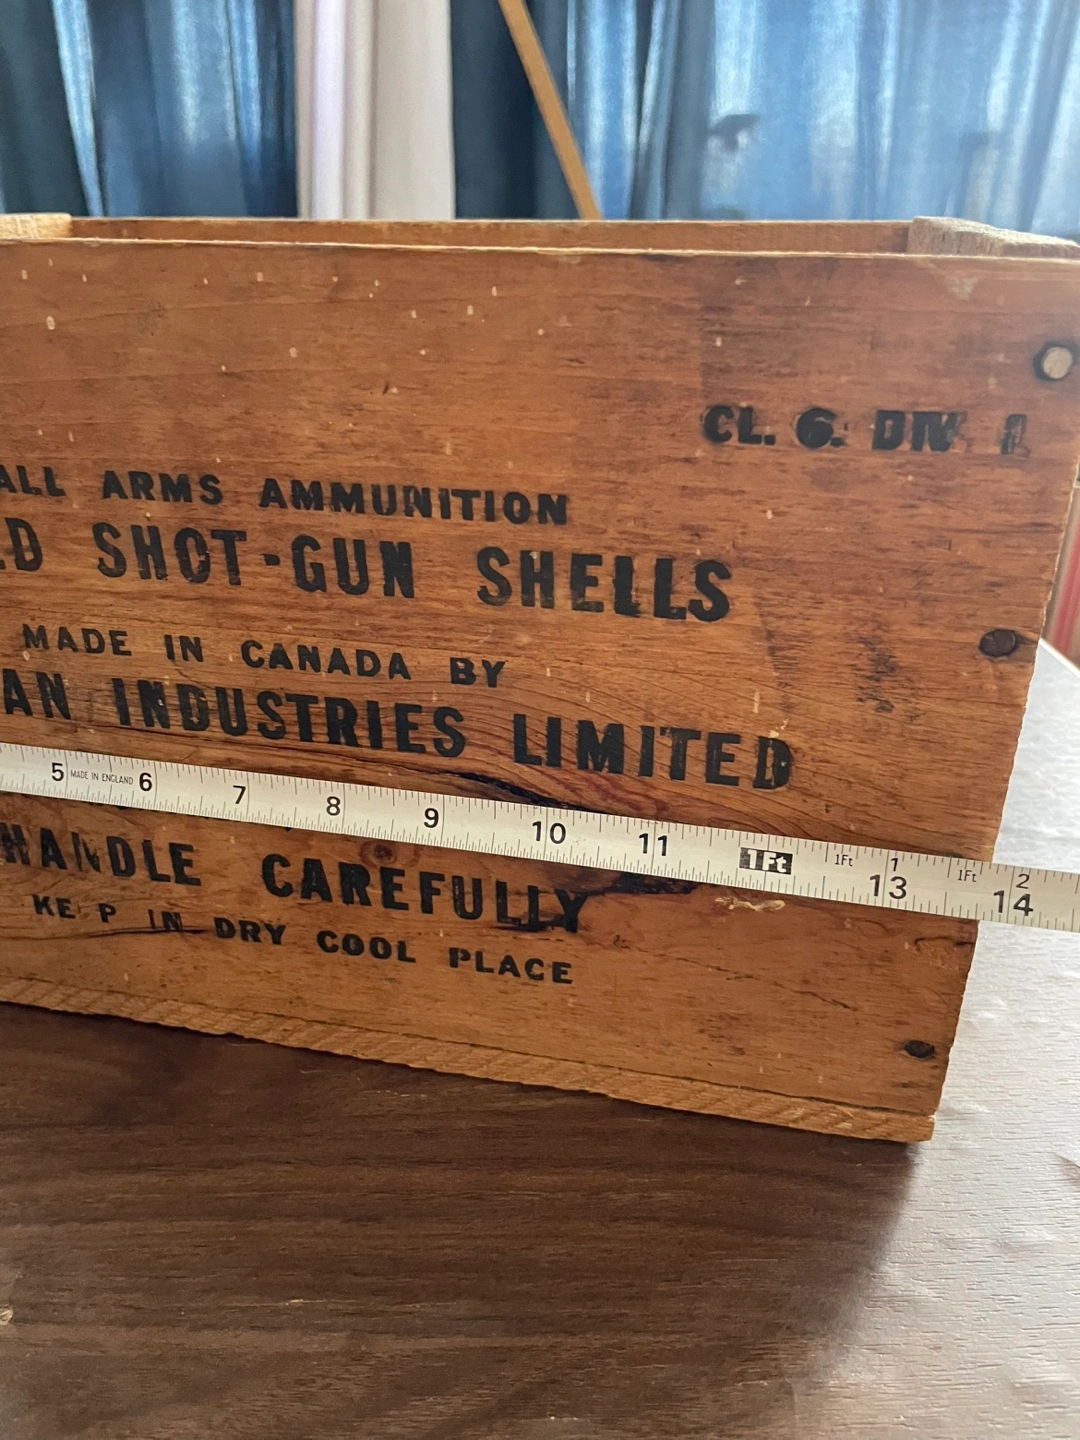 CL. 6. DIV 1
ALL ARMS AMMUNITION
D SHOT-GUN SHELLS
MADE IN CANADA BY
AN INDUSTRIES LIMITED
5 MADE IN ENGLAND 6 7 8 9 10 11 1Ft 1Ft 1 13 1Ft 2 14
HANDLE CAREFULLY
KEEP IN DRY COOL PLACE